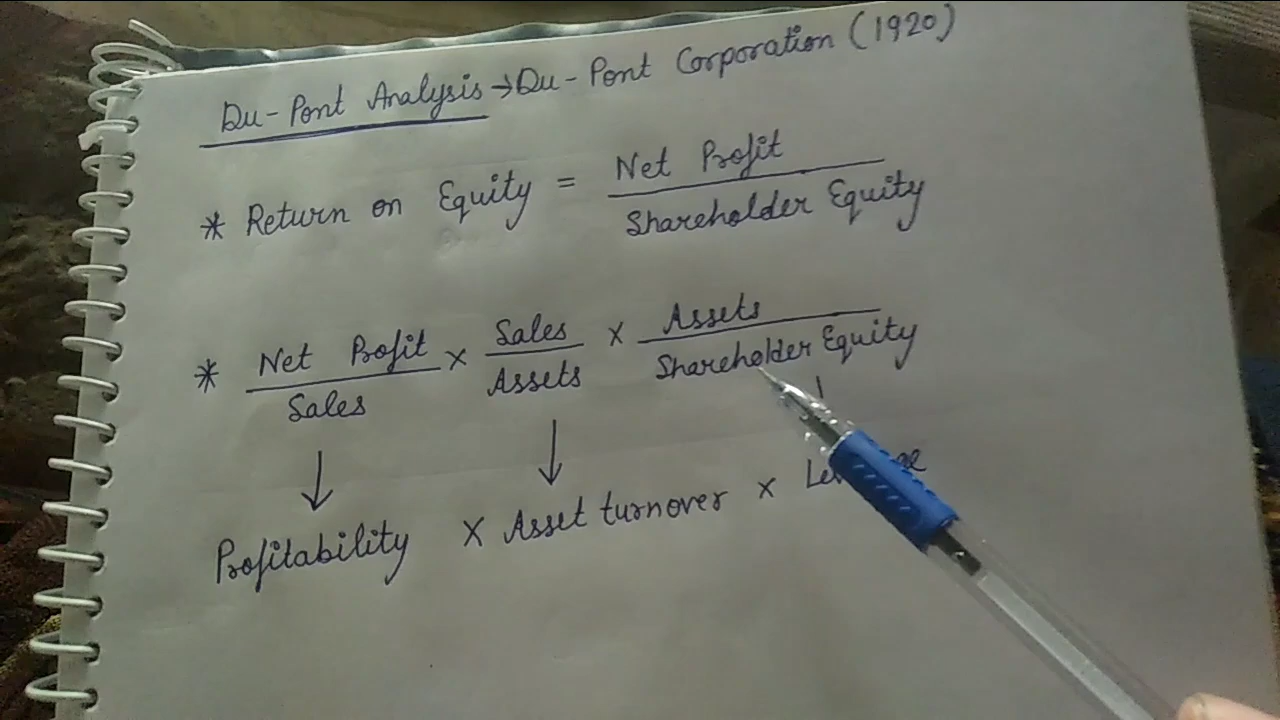 Du-Pont Analysis → Du-Pont Corporation (1920)
* Return on Equity = Net Profit / Shareholder Equity
* Net Profit / Sales × Sales / Assets × Assets / Shareholder Equity
↓ ↓
Profitability × Asset turnover ×